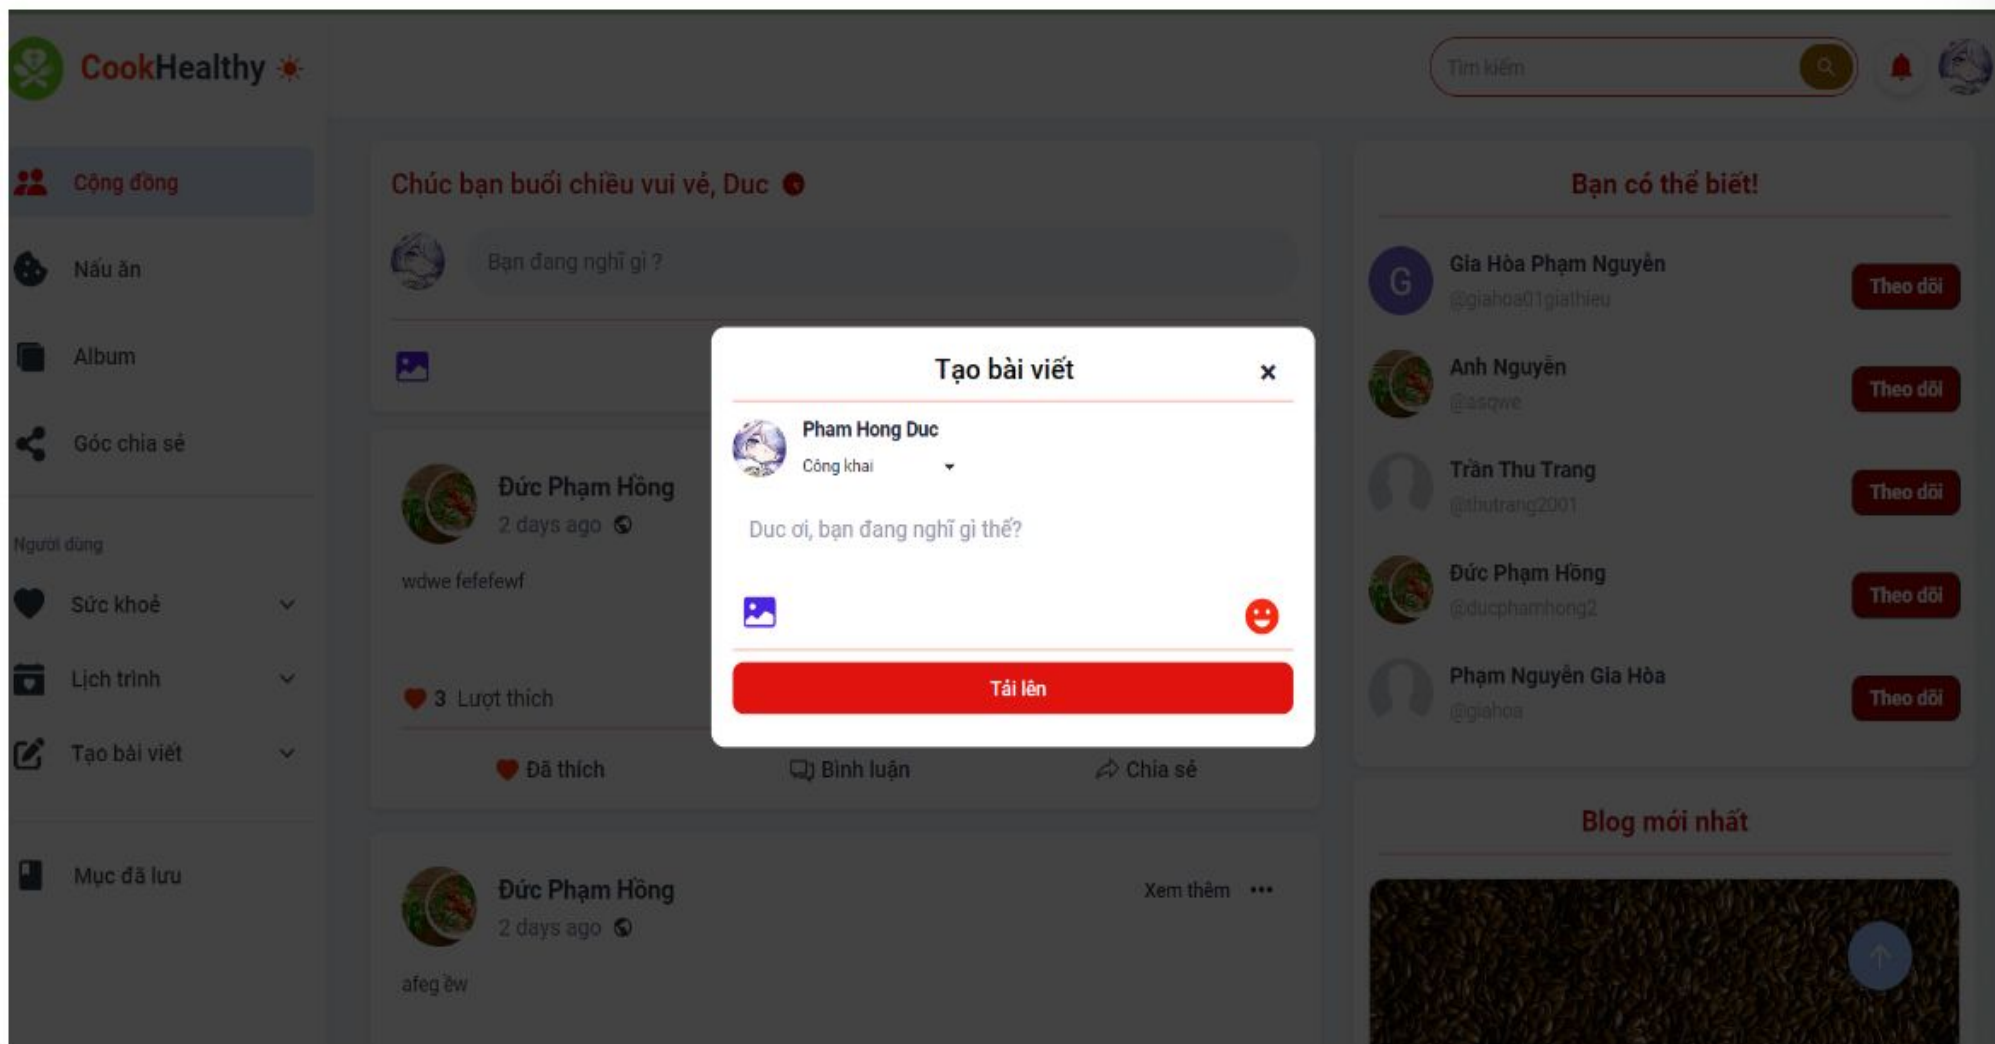 CookHealthy
Tìm kiếm
Cộng đồng
Nấu ăn
Album
Góc chia sẻ
Người dùng
Sức khoẻ
Lịch trình
Tạo bài viết
Mục đã lưu
Chúc bạn buổi chiều vui vẻ, Duc
Bạn đang nghĩ gì ?
Đức Phạm Hồng
2 days ago
wdwe fefefewf
3 Lượt thích
Đã thích
Bình luận
Chia sẻ
Đức Phạm Hồng
2 days ago
Xem thêm
afeg ềw
Tạo bài viết
Pham Hong Duc
Công khai
Duc ơi, bạn đang nghĩ gì thế?
Tải lên
Bạn có thể biết!
G
Gia Hòa Phạm Nguyễn
@giahoa01giathieu
Theo dõi
Anh Nguyễn
@asqwe
Theo dõi
Trần Thu Trang
@thutrang2001
Theo dõi
Đức Phạm Hồng
@ducphamhong2
Theo dõi
Phạm Nguyễn Gia Hòa
@giahoa
Theo dõi
Blog mới nhất